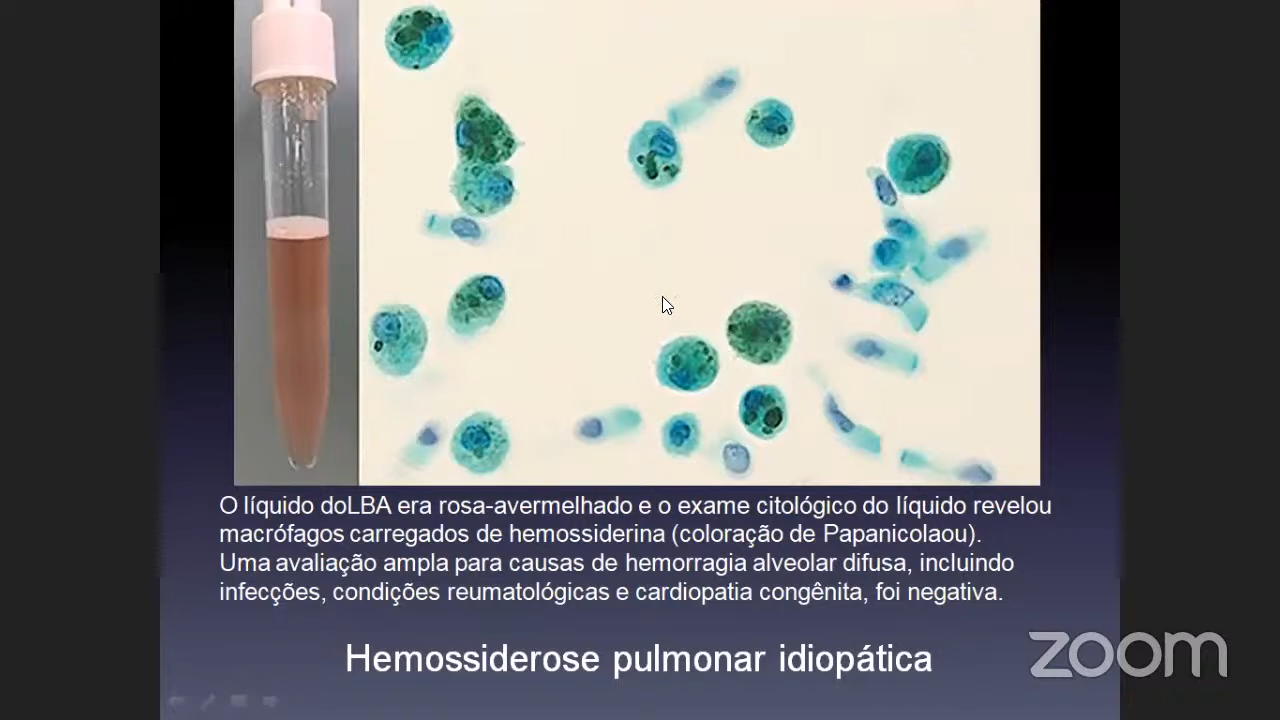 O líquido doLBA era rosa-avermelhado e o exame citológico do líquido revelou
macrófagos carregados de hemossiderina (coloração de Papanicolaou).
Uma avaliação ampla para causas de hemorragia alveolar difusa, incluindo
infecções, condições reumatológicas e cardiopatia congênita, foi negativa.
Hemossiderose pulmonar idiopática
zoom